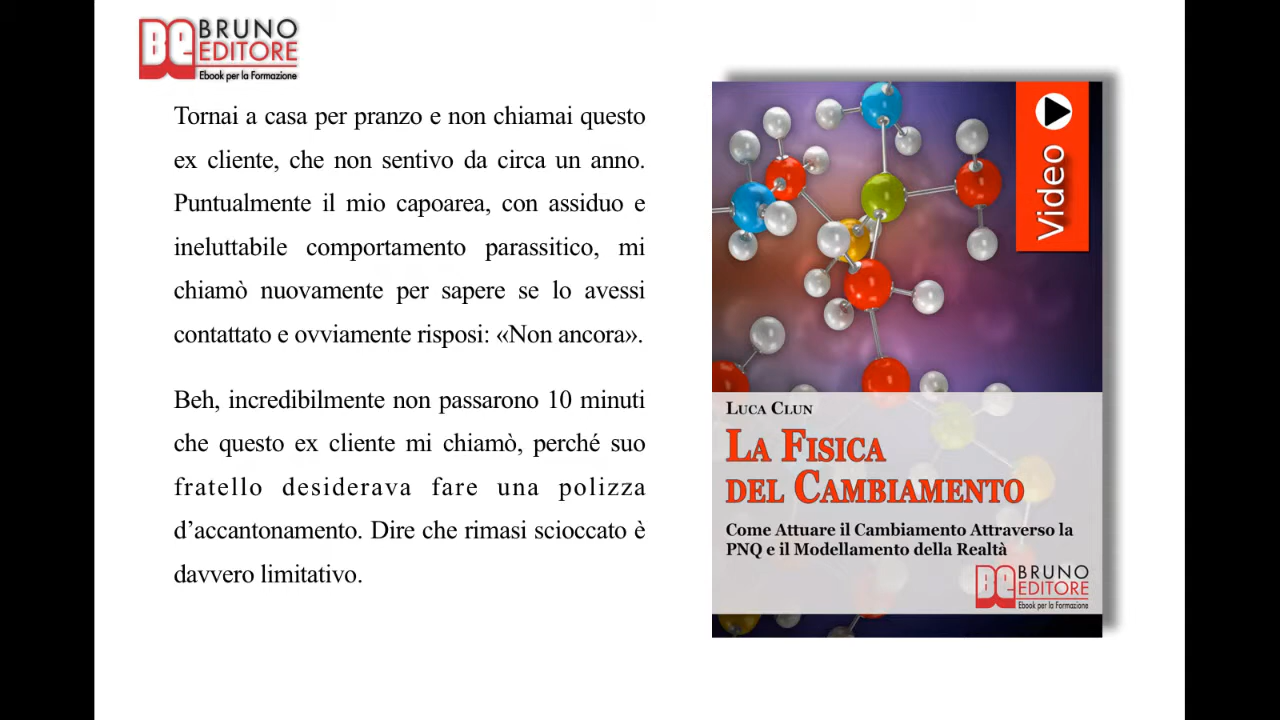 BRUNO
EDITORE
Ebook per la Formazione
Tornai a casa per pranzo e non chiamai questo
ex cliente, che non sentivo da circa un anno.
Puntualmente il mio capoarea, con assiduo e
ineluttabile comportamento parassitico, mi
chiamò nuovamente per sapere se lo avessi
contattato e ovviamente risposi: «Non ancora».
Beh, incredibilmente non passarono 10 minuti
che questo ex cliente mi chiamò, perché suo
fratello desiderava fare una polizza
d’accantonamento. Dire che rimasi scioccato è
davvero limitativo.
Video
LUCA CLUN
LA FISICA
DEL CAMBIAMENTO
Come Attuare il Cambiamento Attraverso la
PNQ e il Modellamento della Realtà
BRUNO
EDITORE
Ebook per la Formazione